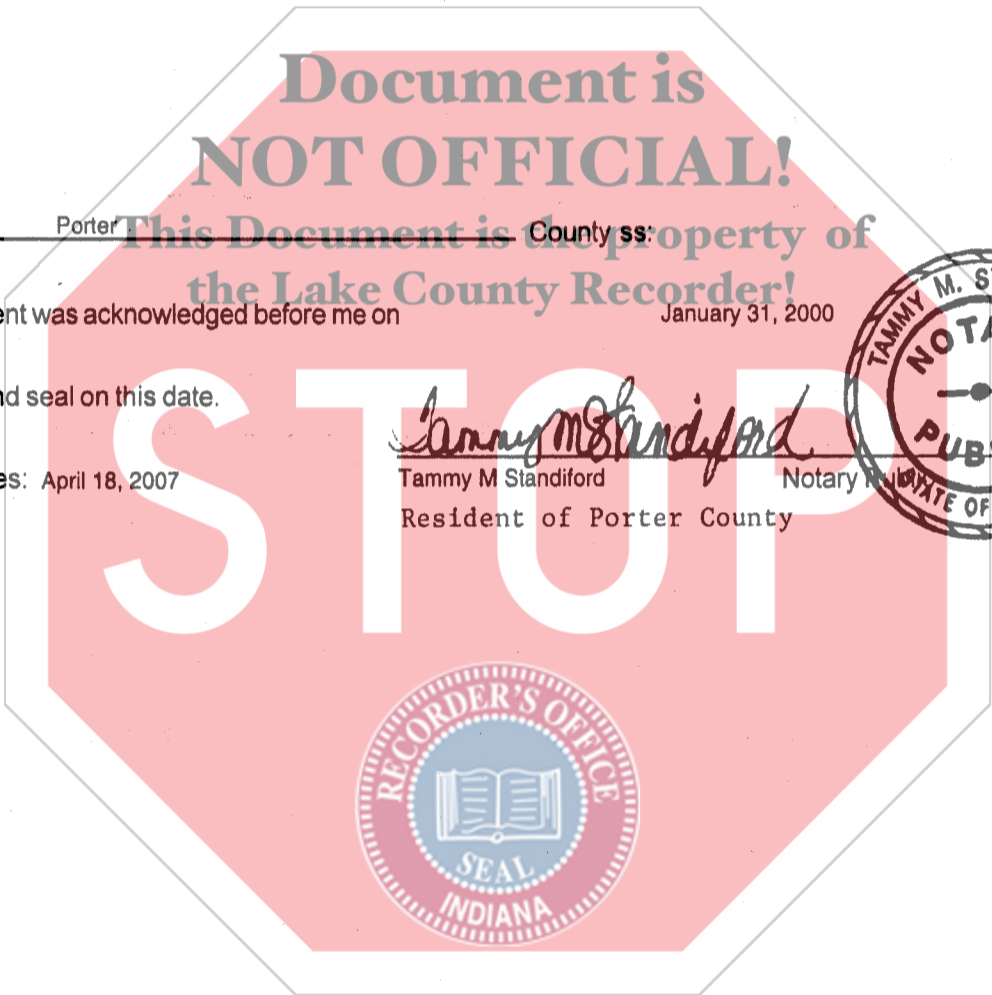 Document is
NOT OFFICIAL!
Porter County ss:
This Document is the property of
the Lake County Recorder!
ent was acknowledged before me on January 31, 2000
nd seal on this date.
Tammy M Standiford
es: April 18, 2007 Tammy M Standiford Notary
Resident of Porter County
TAMMY M. S
NOTA
PUB
STATE OF
STOP
RECORDER'S OFFICE
SEAL
INDIANA